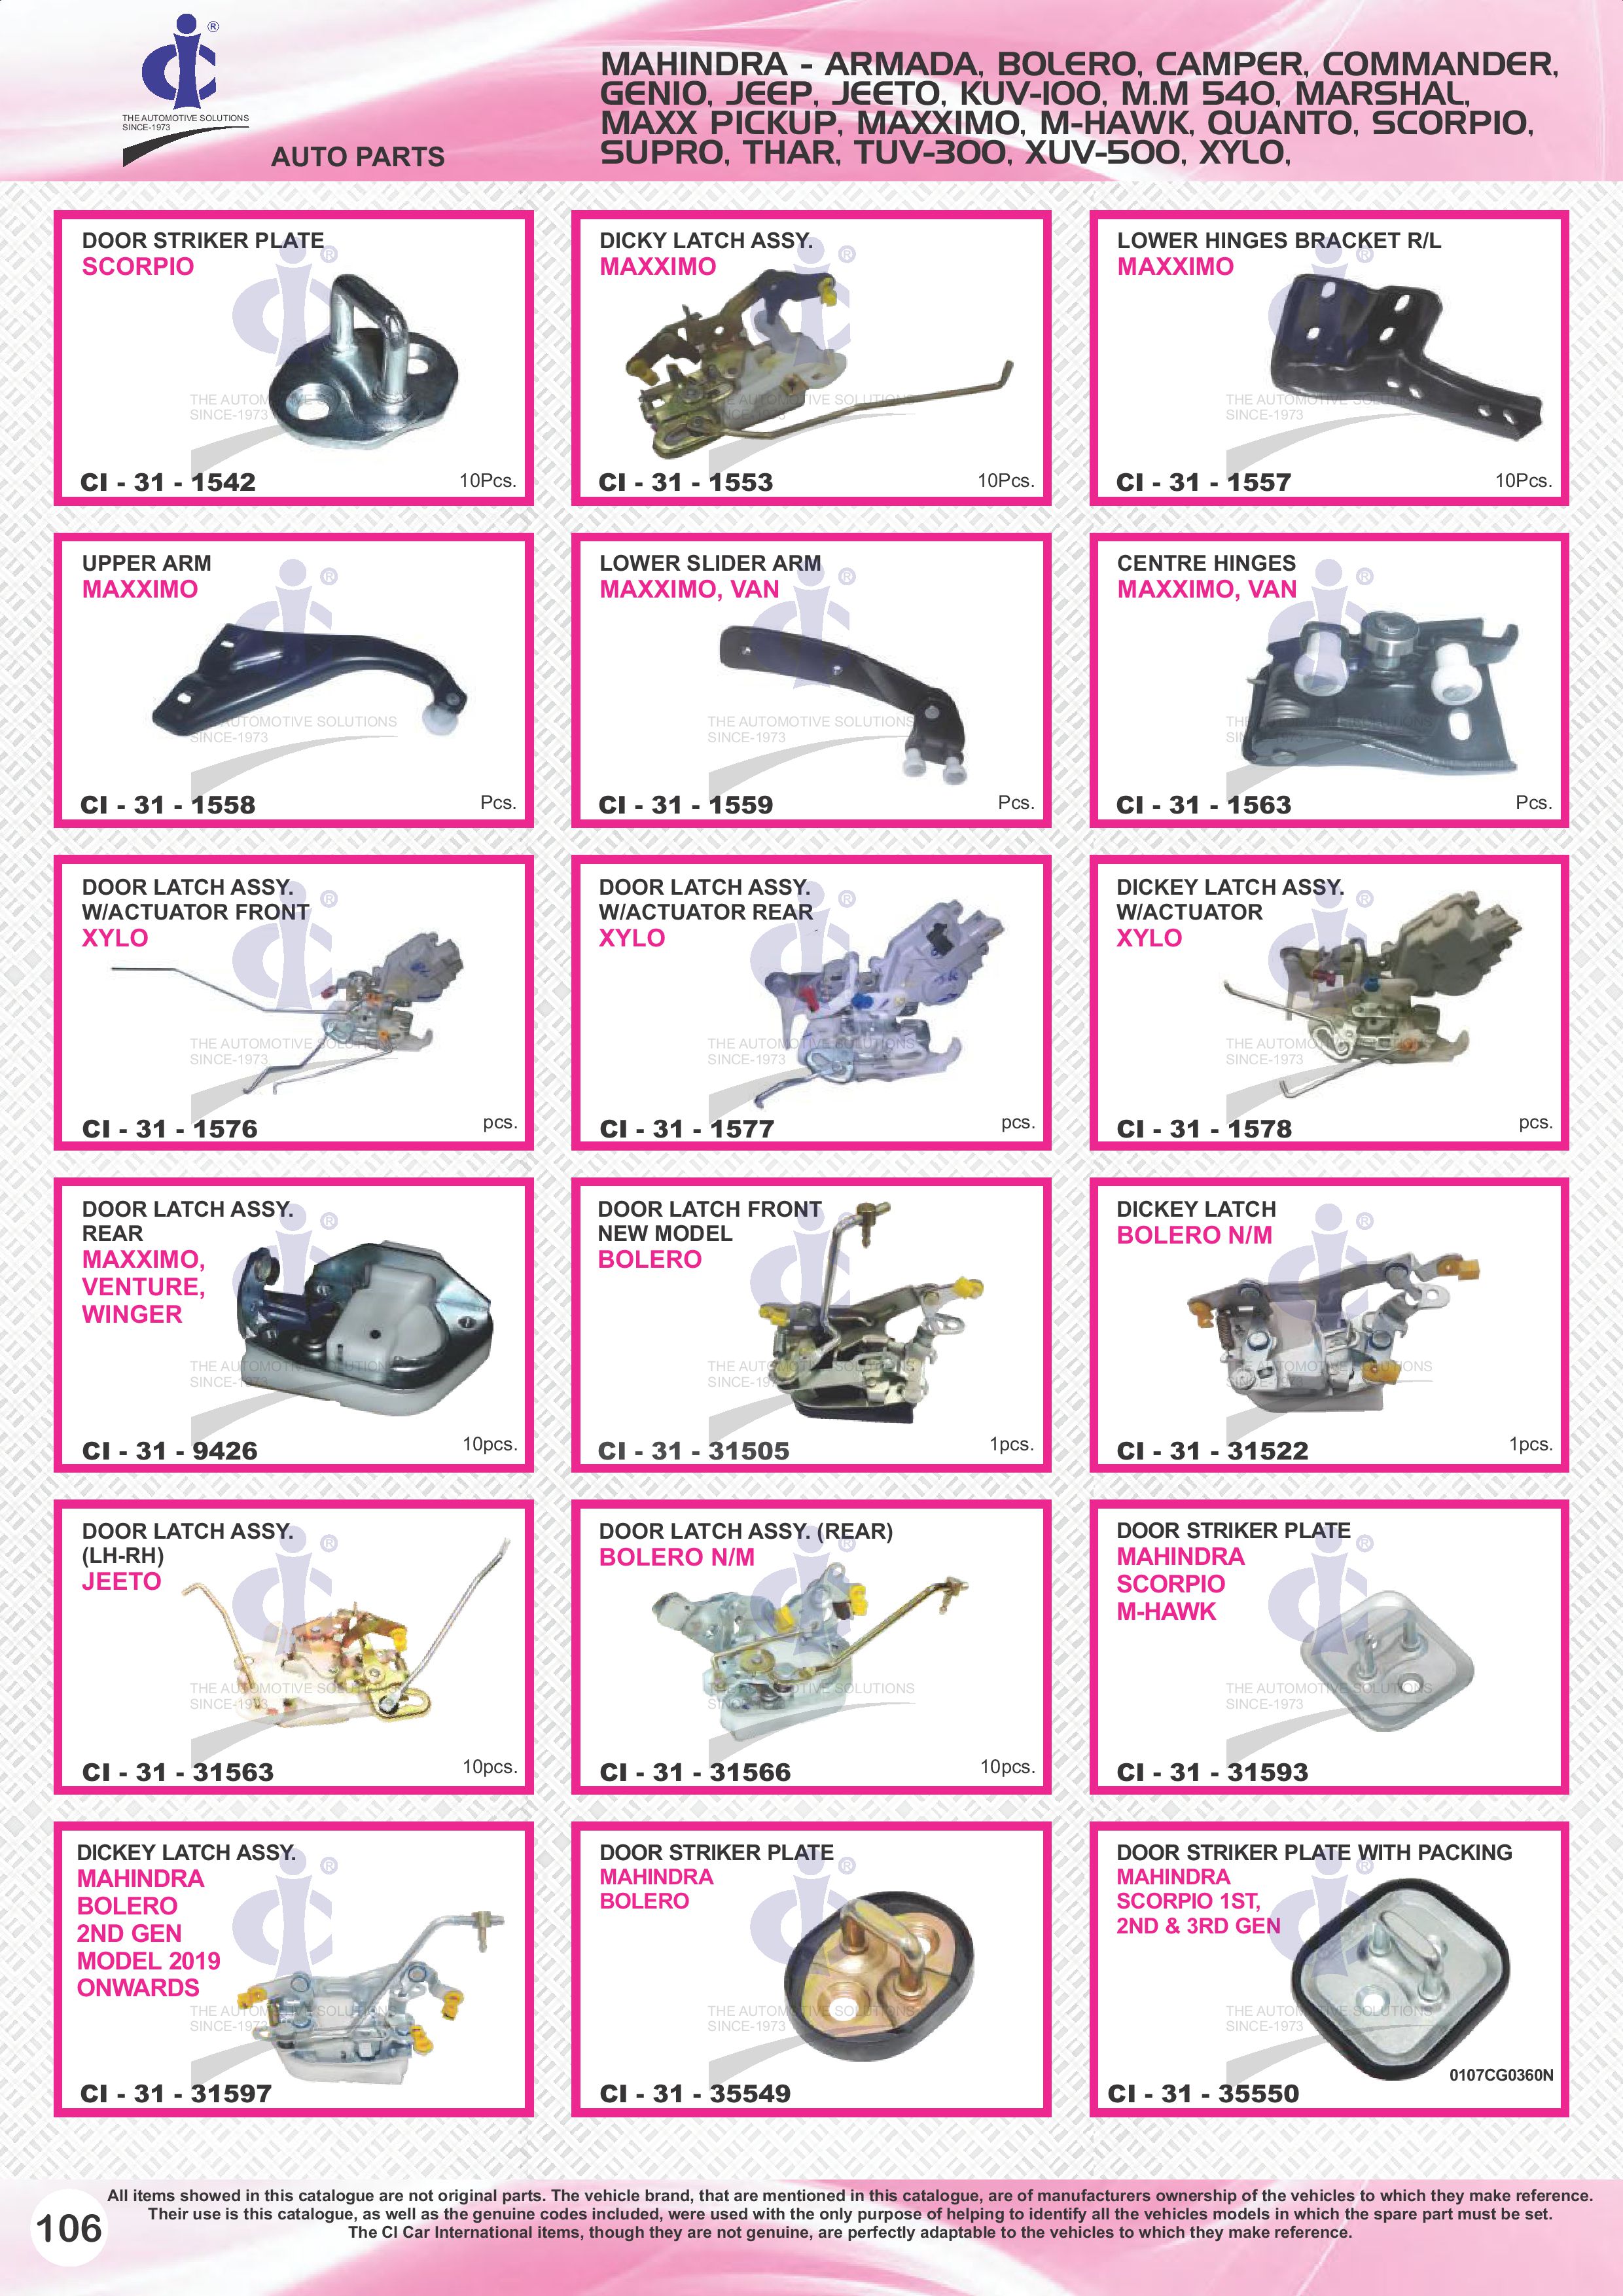 ®
THE AUTOMOTIVE SOLUTIONS
SINCE-1973
AUTO PARTS
MAHINDRA - ARMADA, BOLERO, CAMPER, COMMANDER,
GENIO, JEEP, JEETO, KUV-100, M.M 540, MARSHAL,
MAXX PICKUP, MAXXIMO, M-HAWK, QUANTO, SCORPIO,
SUPRO, THAR, TUV-300, XUV-500, XYLO,
DOOR STRIKER PLATE
SCORPIO
CI - 31 - 1542
10Pcs.
DICKY LATCH ASSY.
MAXXIMO
CI - 31 - 1553
10Pcs.
LOWER HINGES BRACKET R/L
MAXXIMO
CI - 31 - 1557
10Pcs.
UPPER ARM
MAXXIMO
CI - 31 - 1558
Pcs.
LOWER SLIDER ARM
MAXXIMO, VAN
CI - 31 - 1559
Pcs.
CENTRE HINGES
MAXXIMO, VAN
CI - 31 - 1563
Pcs.
DOOR LATCH ASSY.
W/ACTUATOR FRONT
XYLO
CI - 31 - 1576
pcs.
DOOR LATCH ASSY.
W/ACTUATOR REAR
XYLO
CI - 31 - 1577
pcs.
DICKEY LATCH ASSY.
W/ACTUATOR
XYLO
CI - 31 - 1578
pcs.
DOOR LATCH ASSY.
REAR
MAXXIMO,
VENTURE,
WINGER
CI - 31 - 9426
10pcs.
DOOR LATCH FRONT
NEW MODEL
BOLERO
CI - 31 - 31505
1pcs.
DICKEY LATCH
BOLERO N/M
CI - 31 - 31522
1pcs.
DOOR LATCH ASSY.
(LH-RH)
JEETO
CI - 31 - 31563
10pcs.
DOOR LATCH ASSY. (REAR)
BOLERO N/M
CI - 31 - 31566
10pcs.
DOOR STRIKER PLATE
MAHINDRA
SCORPIO
M-HAWK
CI - 31 - 31593
DICKEY LATCH ASSY.
MAHINDRA
BOLERO
2ND GEN
MODEL 2019
ONWARDS
CI - 31 - 31597
DOOR STRIKER PLATE
MAHINDRA
BOLERO
CI - 31 - 35549
DOOR STRIKER PLATE WITH PACKING
MAHINDRA
SCORPIO 1ST,
2ND & 3RD GEN
0107CG0360N
CI - 31 - 35550
106
All items showed in this catalogue are not original parts. The vehicle brand, that are mentioned in this catalogue, are of manufacturers ownership of the vehicles to which they make reference.
Their use is this catalogue, as well as the genuine codes included, were used with the only purpose of helping to identify all the vehicles models in which the spare part must be set.
The CI Car International items, though they are not genuine, are perfectly adaptable to the vehicles to which they make reference.